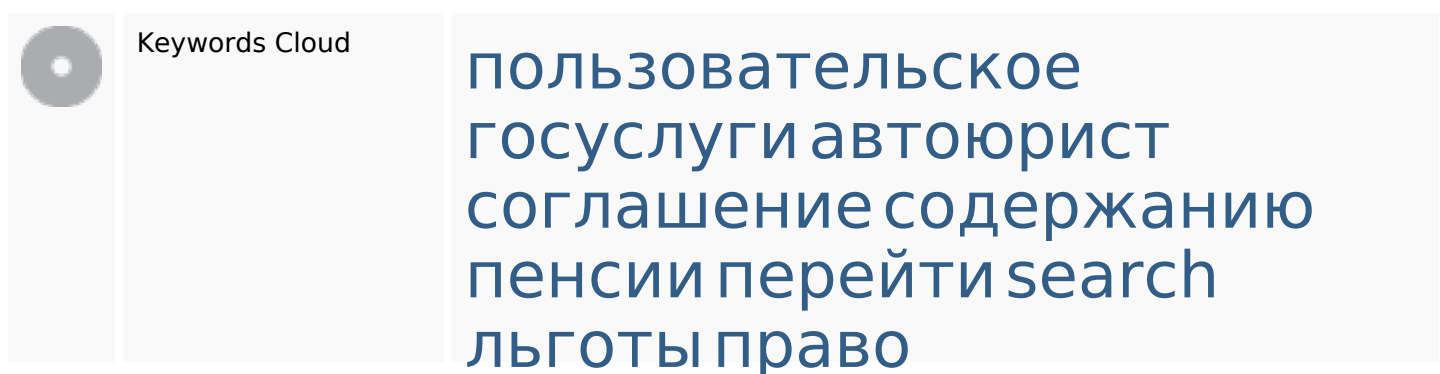 Keywords Cloud
пользовательское
госуслуги автоюрист
соглашение содержанию
пенсии перейти search
льготы право